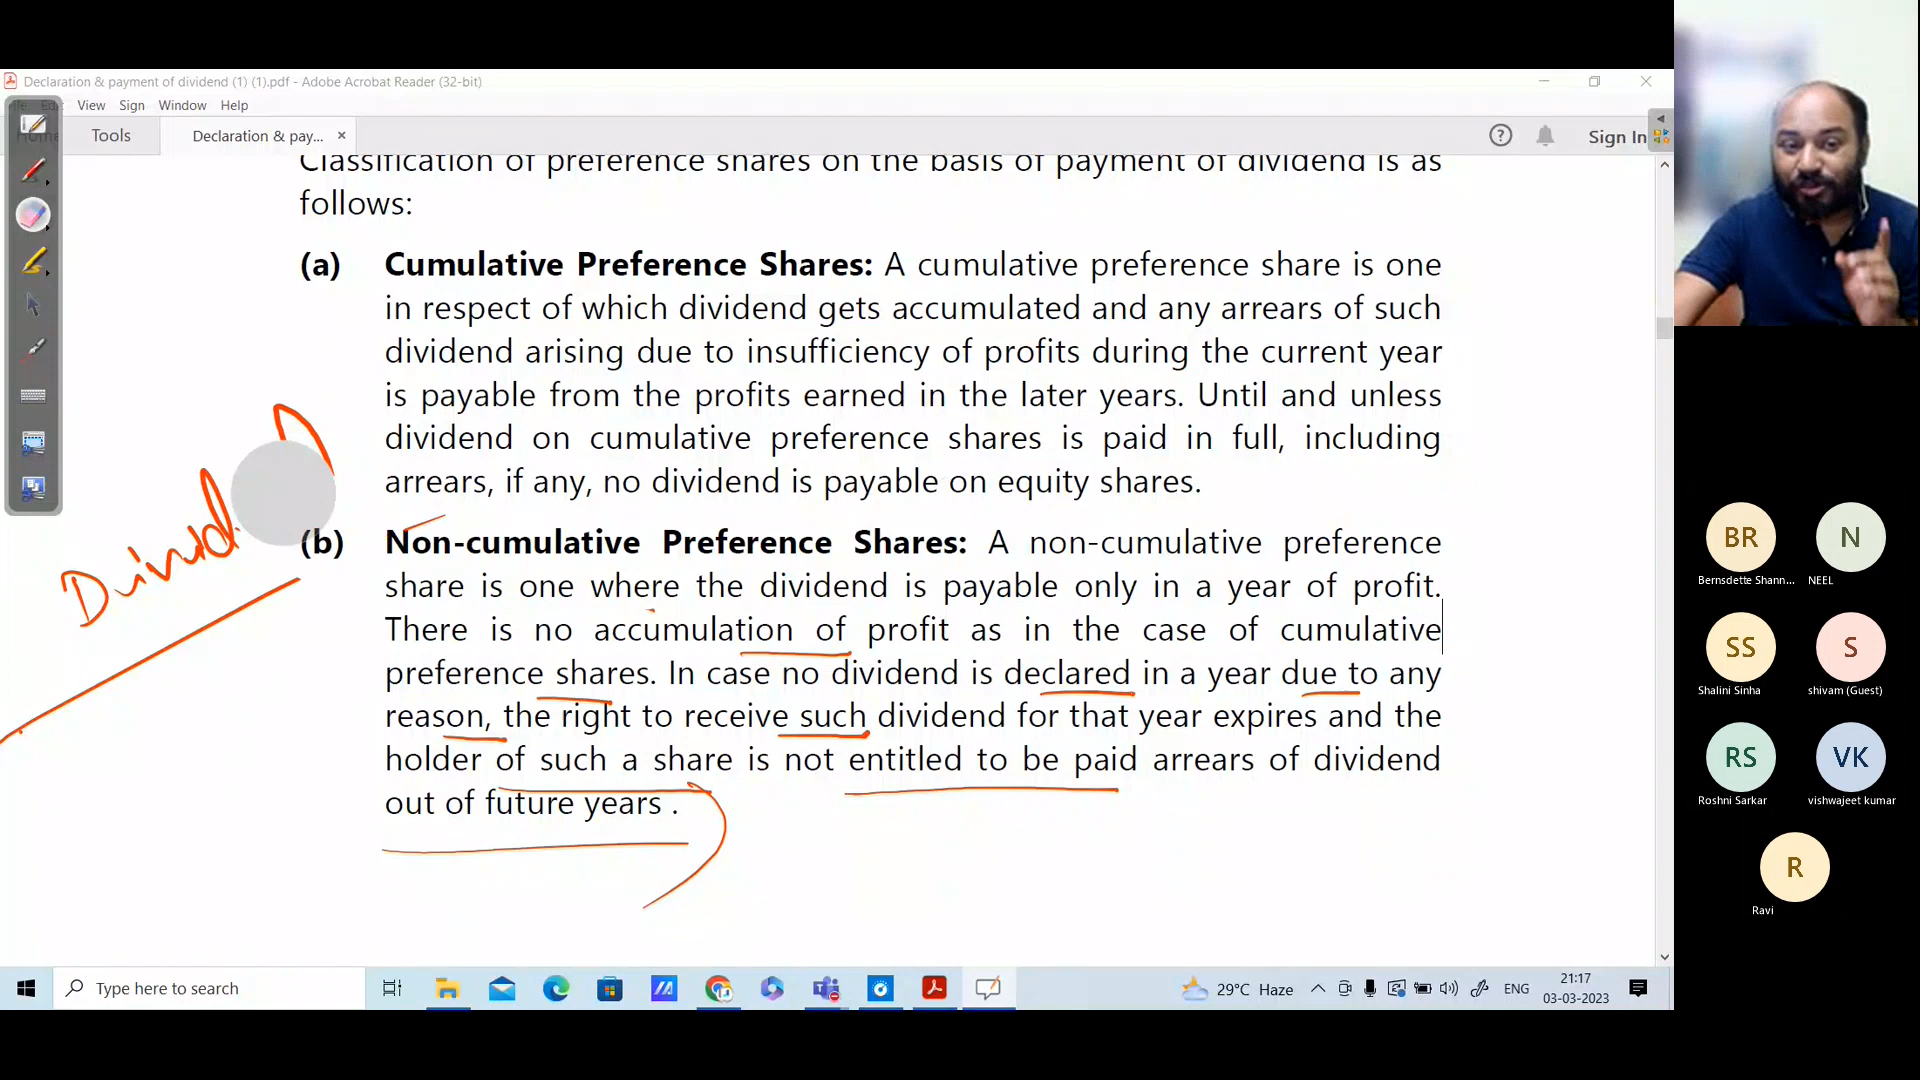 Declaration & payment of dividend (1) (1).pdf - Adobe Acrobat Reader (32-bit)
View Sign Window Help
Tools
Declaration & pay... ×
? Sign In
Classification of preference shares on the basis of payment of dividend is as
follows:
(a) Cumulative Preference Shares: A cumulative preference share is one
in respect of which dividend gets accumulated and any arrears of such
dividend arising due to insufficiency of profits during the current year
is payable from the profits earned in the later years. Until and unless
dividend on cumulative preference shares is paid in full, including
arrears, if any, no dividend is payable on equity shares.
(b) Non-cumulative Preference Shares: A non-cumulative preference
share is one where the dividend is payable only in a year of profit.
There is no accumulation of profit as in the case of cumulative
preference shares. In case no dividend is declared in a year due to any
reason, the right to receive such dividend for that year expires and the
holder of such a share is not entitled to be paid arrears of dividend
out of future years .
BR
Bernsdette Shann...
N
NEEL
SS
Shalini Sinha
S
shivam (Guest)
RS
Roshni Sarkar
VK
vishwajeet kumar
R
Ravi
Type here to search
29°C Haze
ENG
21:17
03-03-2023